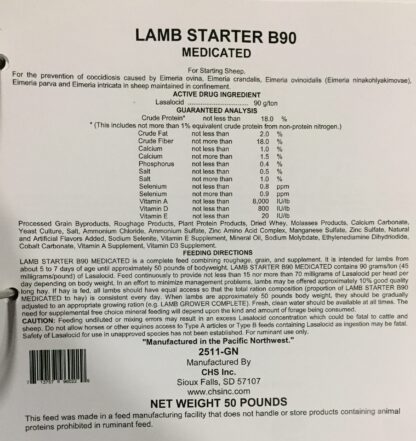 LAMB STARTER B90
MEDICATED
For Starting Sheep.
For the prevention of coccidiosis caused by Eimeria ovina, Eimeria crandalis, Eimeria ovinoidalis (Eimeria ninakohlyakimovae),
Eimeria parva and Eimeria intricata in sheep maintained in confinement.
ACTIVE DRUG INGREDIENT
Lasalocid .......................... 90 g/ton
GUARANTEED ANALYSIS
Crude Protein* not less than 18.0 %
* (This includes not more than 1% equivalent crude protein from non-protein nitrogen.)
Crude Fat not less than 2.0 %
Crude Fiber not more than 18.0 %
Calcium not less than 1.0 %
Calcium not more than 1.5 %
Phosphorus not less than 0.4 %
Salt not less than 0.5 %
Salt not more than 1.0 %
Selenium not less than 0.8 ppm
Selenium not more than 0.9 ppm
Vitamin A not less than 8,000 IU/lb
Vitamin D not less than 800 IU/lb
Vitamin E not less than 20 IU/lb
Processed Grain Byproducts, Roughage Products, Plant Protein Products, Dried Whey, Molasses Products, Calcium Carbonate,
Yeast Culture, Salt, Ammonium Chloride, Ammonium Sulfate, Zinc Amino Acid Complex, Manganese Sulfate, Zinc Sulfate, Natural
and Artificial Flavors Added, Sodium Selenite, Vitamin E Supplement, Mineral Oil, Sodium Molybdate, Ethylenediamine Dihydriodide,
Cobalt Carbonate, Vitamin A Supplement, Vitamin D3 Supplement.
FEEDING DIRECTIONS
LAMB STARTER B90 MEDICATED is a complete feed combining roughage, grain, and supplement. It is intended for lambs from
about 5 to 7 days of age until approximately 50 pounds of bodyweight. LAMB STARTER B90 MEDICATED contains 90 grams/ton (45
milligrams/pound) of Lasalocid. Feed continuously to provide not less than 15 nor more than 70 milligrams of Lasalocid per head per
day depending on body weight. In an effort to minimize management problems, lambs may be offered approximately 10% good quality
long hay. If hay is fed, all lambs should have equal access so that the total ration composition (proportion of LAMB STARTER B90
MEDICATED to hay) is consistent every day. When lambs are approximately 50 pounds body weight, they should be gradually
adjusted to an appropriate growing ration (e.g. LAMB GROWER COMPLETE). Fresh, clean water should be available at all times. The
need for supplemental free choice mineral feeding will depend upon the kind and amount of forage being consumed.
CAUTION: Feeding undiluted or mixing errors may result in an excess Lasalocid concentration which could be fatal to cattle and
sheep. Do not allow horses or other equines access to Type A articles or Type B feeds containing Lasalocid as ingestion may be fatal.
Safety of Lasalocid for use in unapproved species has not been established. For ruminant use only.
"Manufactured in the Pacific Northwest."
2511-GN
Manufactured By
CHS Inc.
Sioux Falls, SD 57107
www.chsinc.com
NET WEIGHT 50 POUNDS
This feed was made in a feed manufacturing facility that does not handle or store products containing animal
proteins prohibited in ruminant feed.